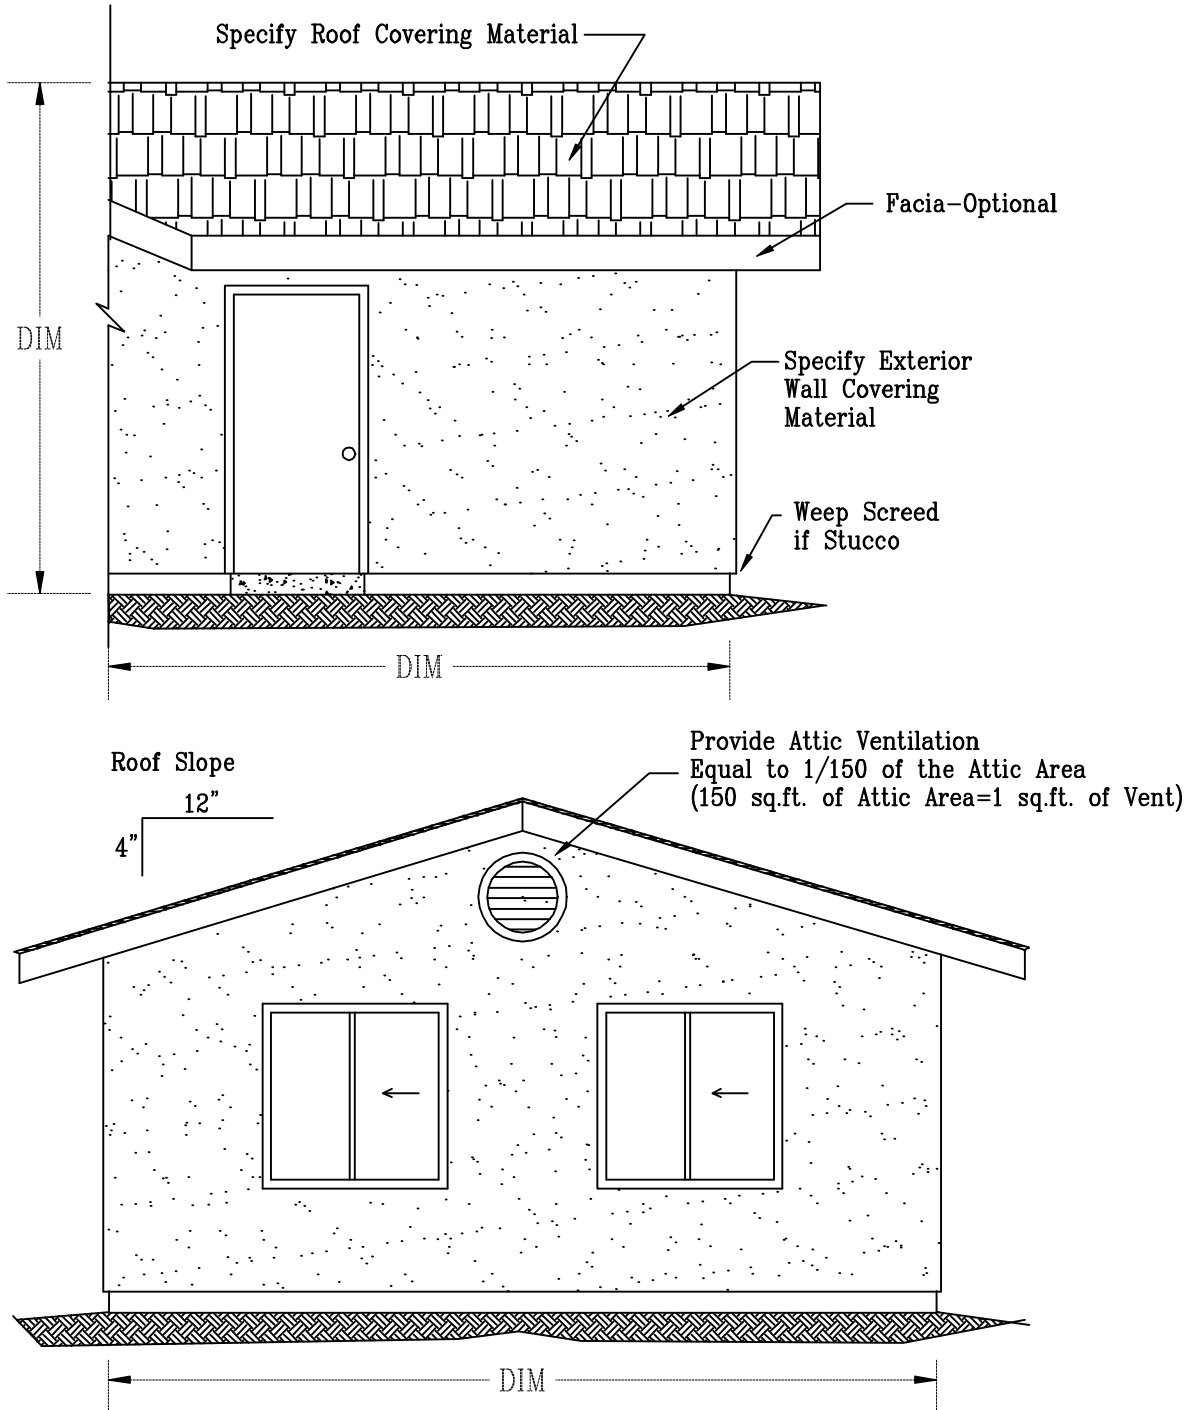 Specify Roof Covering Material
Facia-Optional
DIM
Specify Exterior
Wall Covering
Material
Weep Screed
if Stucco
DIM
Provide Attic Ventilation
Equal to 1/150 of the Attic Area
(150 sq.ft. of Attic Area=1 sq.ft. of Vent)
Roof Slope
12"
4"
DIM